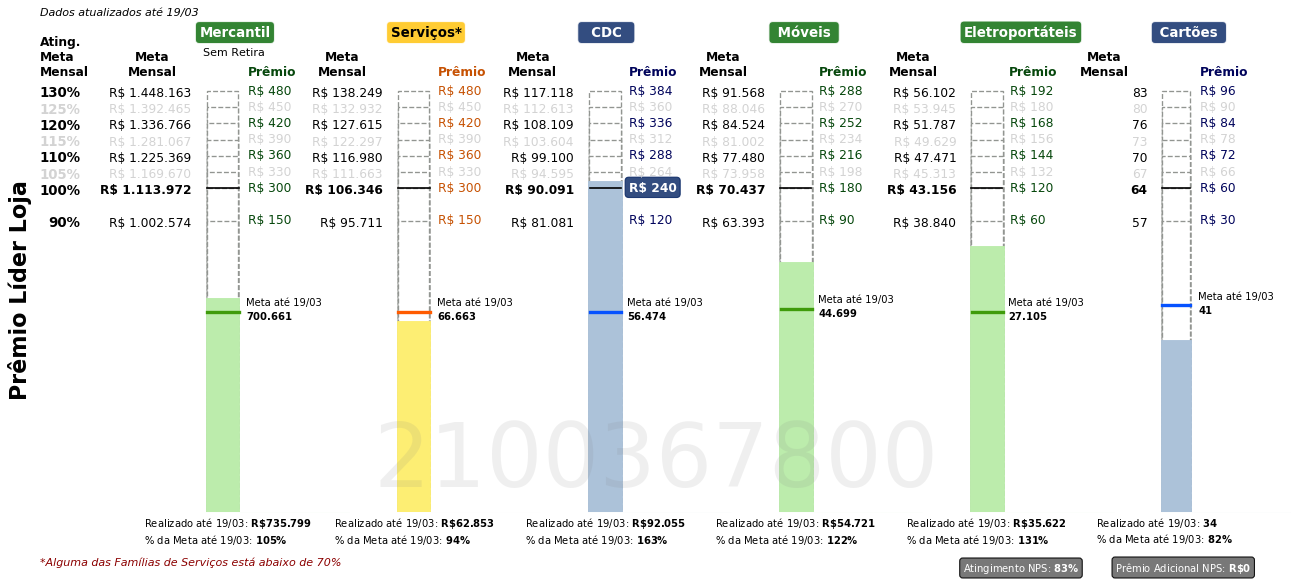 Dados atualizados até 19/03
Mercantil Serviços* CDC Móveis Eletroportáteis Cartões
Sem Retira
Ating. Meta Mensal
Meta Mensal Prêmio Meta Mensal Prêmio Meta Mensal Prêmio Meta Mensal Prêmio Meta Mensal Prêmio Meta Mensal Prêmio
130% R$ 1.448.163 R$ 480 R$ 138.249 R$ 480 R$ 117.118 R$ 384 R$ 91.568 R$ 288 R$ 56.102 R$ 192 83 R$ 96
125% R$ 1.392.465 R$ 450 R$ 132.932 R$ 450 R$ 112.613 R$ 360 R$ 88.046 R$ 270 R$ 53.945 R$ 180 80 R$ 90
120% R$ 1.336.766 R$ 420 R$ 127.615 R$ 420 R$ 108.109 R$ 336 R$ 84.524 R$ 252 R$ 51.787 R$ 168 76 R$ 84
115% R$ 1.281.067 R$ 390 R$ 122.297 R$ 390 R$ 103.604 R$ 312 R$ 81.002 R$ 234 R$ 49.629 R$ 156 73 R$ 78
110% R$ 1.225.369 R$ 360 R$ 116.980 R$ 360 R$ 99.100 R$ 288 R$ 77.480 R$ 216 R$ 47.471 R$ 144 70 R$ 72
105% R$ 1.169.670 R$ 330 R$ 111.663 R$ 330 R$ 94.595 R$ 264 R$ 73.958 R$ 198 R$ 45.313 R$ 132 67 R$ 66
100% R$ 1.113.972 R$ 300 R$ 106.346 R$ 300 R$ 90.091 R$ 240 R$ 70.437 R$ 180 R$ 43.156 R$ 120 64 R$ 60
90% R$ 1.002.574 R$ 150 R$ 95.711 R$ 150 R$ 81.081 R$ 120 R$ 63.393 R$ 90 R$ 38.840 R$ 60 57 R$ 30
Prêmio Líder Loja
Meta até 19/03 Meta até 19/03 Meta até 19/03 Meta até 19/03 Meta até 19/03 Meta até 19/03
700.661 66.663 56.474 44.699 27.105 41
2100367800
Realizado até 19/03: R$735.799 Realizado até 19/03: R$62.853 Realizado até 19/03: R$92.055 Realizado até 19/03: R$54.721 Realizado até 19/03: R$35.622 Realizado até 19/03: 34
% da Meta até 19/03: 105% % da Meta até 19/03: 94% % da Meta até 19/03: 163% % da Meta até 19/03: 122% % da Meta até 19/03: 131% % da Meta até 19/03: 82%
*Alguma das Famílias de Serviços está abaixo de 70%
Atingimento NPS: 83% Prêmio Adicional NPS: R$0